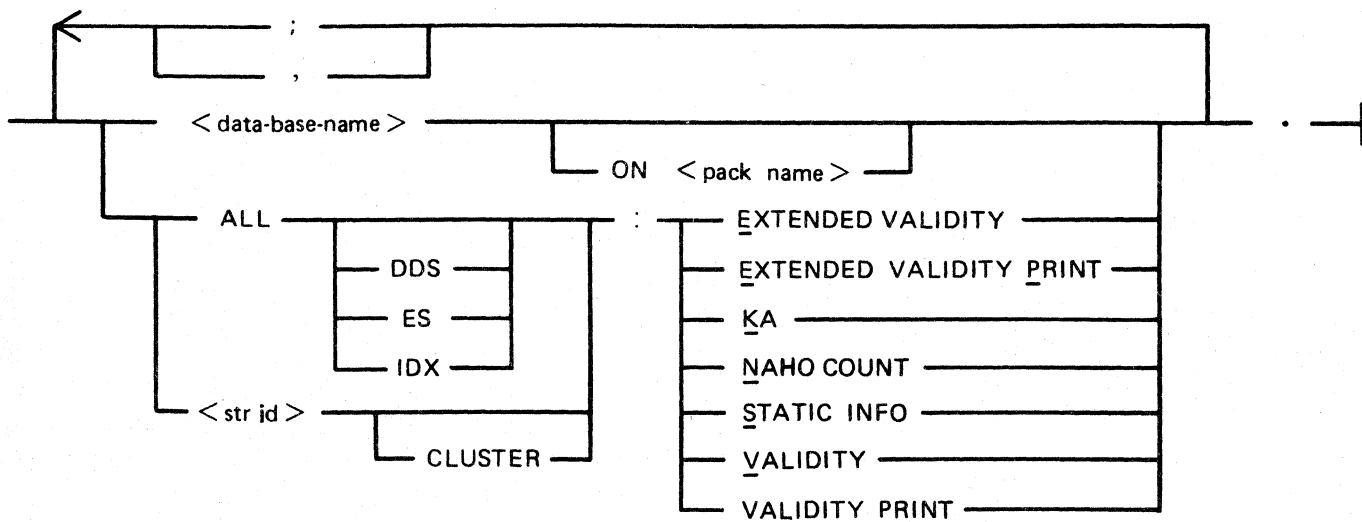 ;
,
<data-base-name> .
ON <pack name>
ALL : EXTENDED VALIDITY
DDS EXTENDED VALIDITY PRINT
ES KA
IDX NAHO COUNT
<str id> STATIC INFO
CLUSTER VALIDITY
VALIDITY PRINT